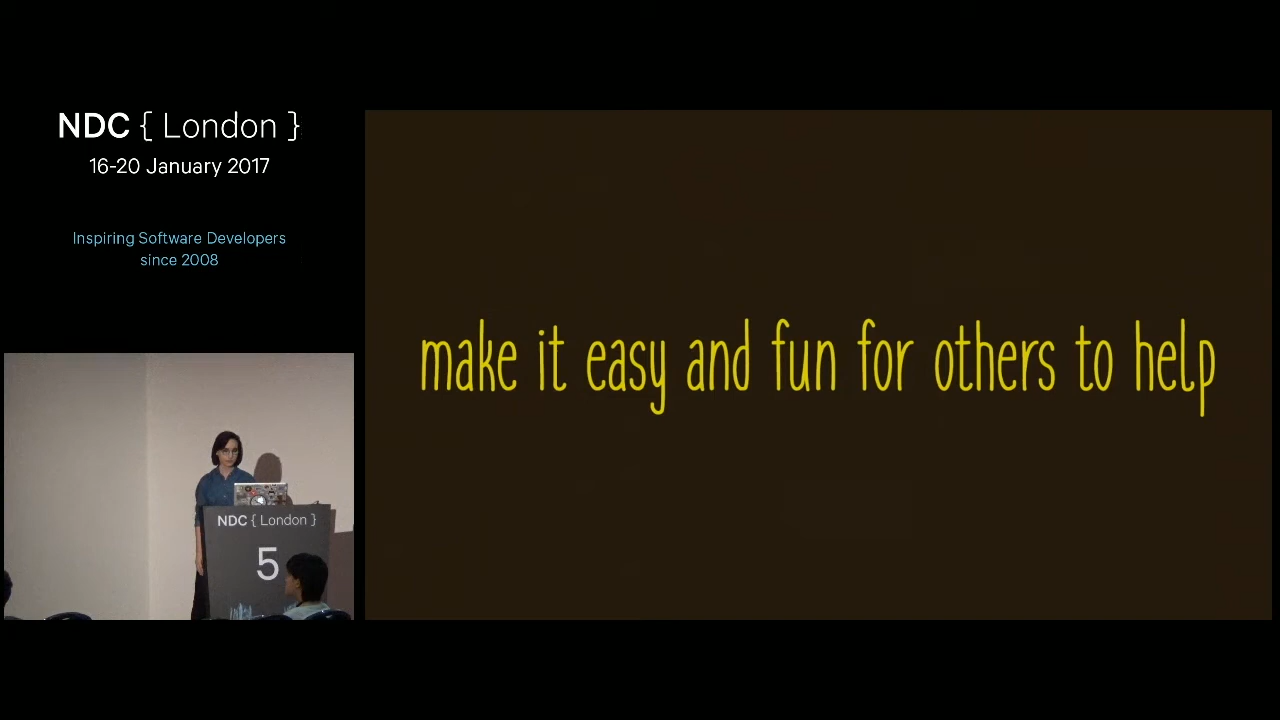 NDC { London }
16-20 January 2017
Inspiring Software Developers
since 2008
make it easy and fun for others to help
NDC { London }
5